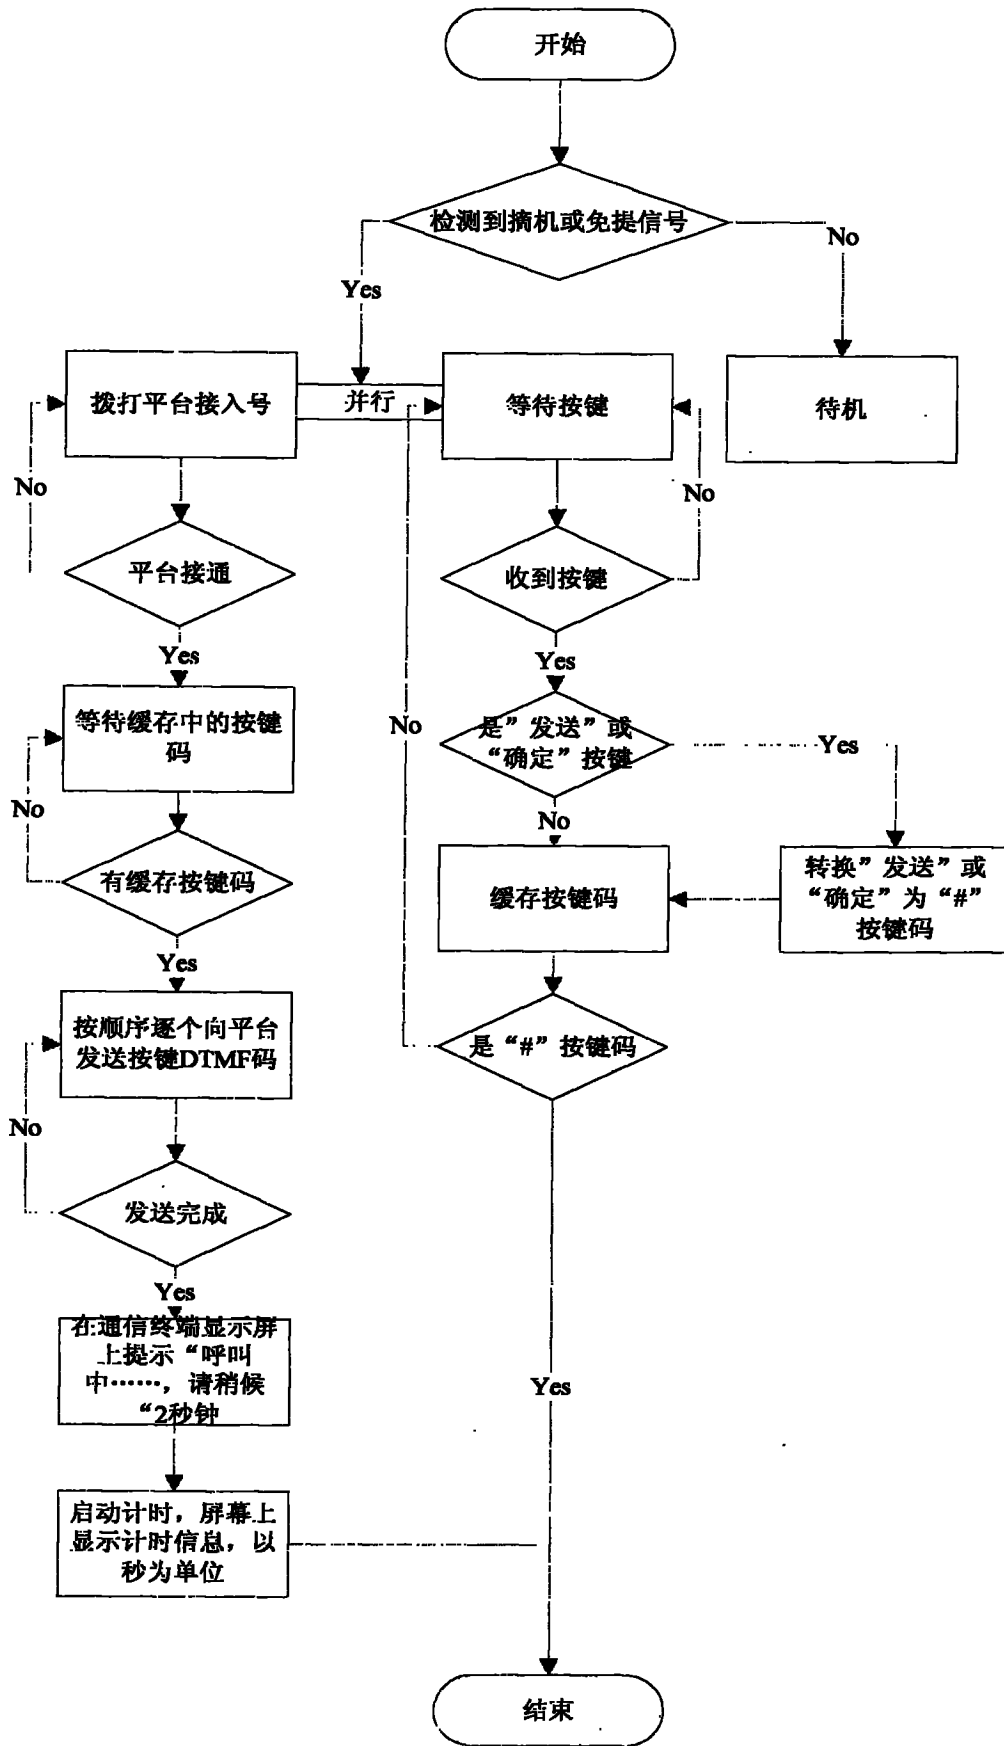 开始
检测到摘机或免提信号
No
Yes
拨打平台接入号
并行
等待按键
待机
No
No
平台接通
收到按键
Yes
Yes
等待缓存中的按键
码
是”发送”或
“确定”按键
Yes
No
No
No
有缓存按键码
缓存按键码
转换”发送”或
“确定”为“#”
按键码
Yes
按顺序逐个向平台
发送按键DTMF码
是“#”按键码
No
发送完成
Yes
在通信终端显示屏
上提示“呼叫
中……，请稍候
“2秒钟
Yes
启动计时，屏幕上
显示计时信息，以
秒为单位
结束